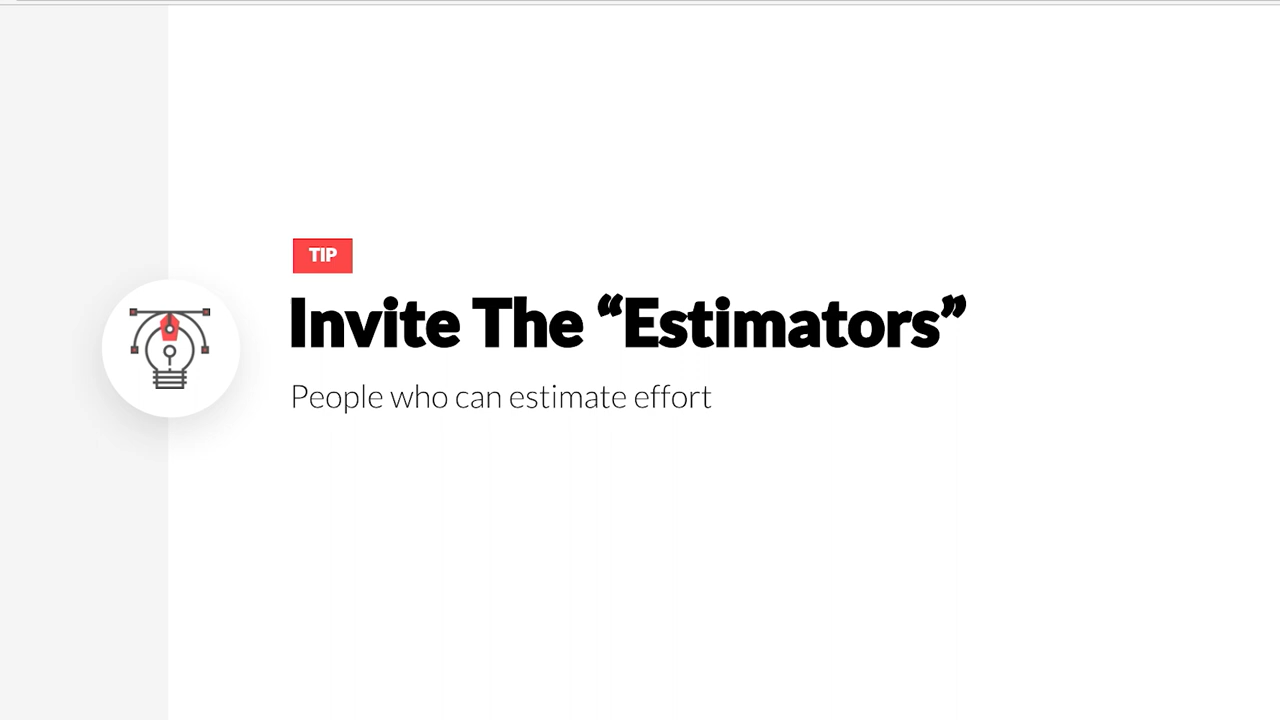 TIP
Invite The “Estimators”
People who can estimate effort